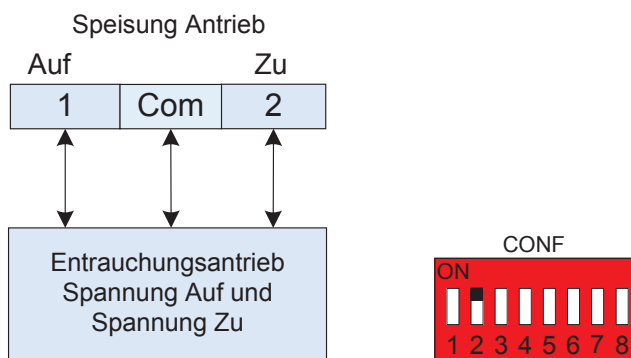 Speisung Antrieb
Auf Zu
1 Com 2
Entrauchungsantrieb
Spannung Auf und
Spannung Zu
CONF
ON
1 2 3 4 5 6 7 8